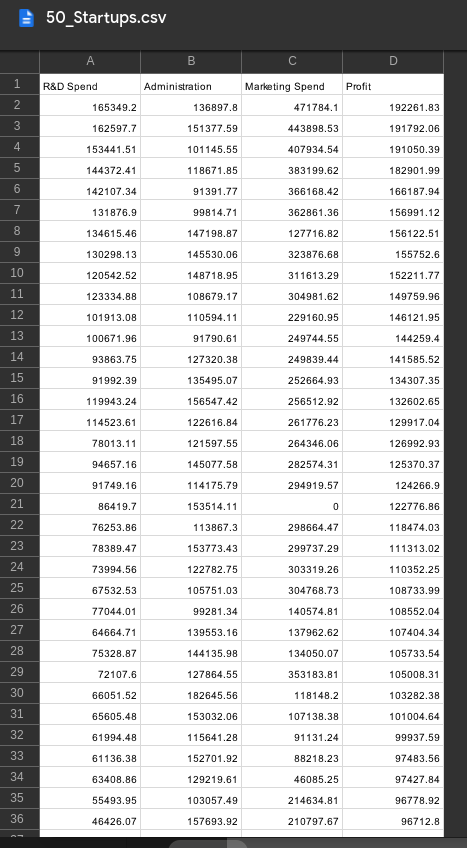 50_Startups.csv
A B C D
1 R&D Spend Administration Marketing Spend Profit
2 165349.2 136897.8 471784.1 192261.83
3 162597.7 151377.59 443898.53 191792.06
4 153441.51 101145.55 407934.54 191050.39
5 144372.41 118671.85 383199.62 182901.99
6 142107.34 91391.77 366168.42 166187.94
7 131876.9 99814.71 362861.36 156991.12
8 134615.46 147198.87 127716.82 156122.51
9 130298.13 145530.06 323876.68 155752.6
10 120542.52 148718.95 311613.29 152211.77
11 123334.88 108679.17 304981.62 149759.96
12 101913.08 110594.11 229160.95 146121.95
13 100671.96 91790.61 249744.55 144259.4
14 93863.75 127320.38 249839.44 141585.52
15 91992.39 135495.07 252664.93 134307.35
16 119943.24 156547.42 256512.92 132602.65
17 114523.61 122616.84 261776.23 129917.04
18 78013.11 121597.55 264346.06 126992.93
19 94657.16 145077.58 282574.31 125370.37
20 91749.16 114175.79 294919.57 124266.9
21 86419.7 153514.11 0 122776.86
22 76253.86 113867.3 298664.47 118474.03
23 78389.47 153773.43 299737.29 111313.02
24 73994.56 122782.75 303319.26 110352.25
25 67532.53 105751.03 304768.73 108733.99
26 77044.01 99281.34 140574.81 108552.04
27 64664.71 139553.16 137962.62 107404.34
28 75328.87 144135.98 134050.07 105733.54
29 72107.6 127864.55 353183.81 105008.31
30 66051.52 182645.56 118148.2 103282.38
31 65605.48 153032.06 107138.38 101004.64
32 61994.48 115641.28 91131.24 99937.59
33 61136.38 152701.92 88218.23 97483.56
34 63408.86 129219.61 46085.25 97427.84
35 55493.95 103057.49 214634.81 96778.92
36 46426.07 157693.92 210797.67 96712.8